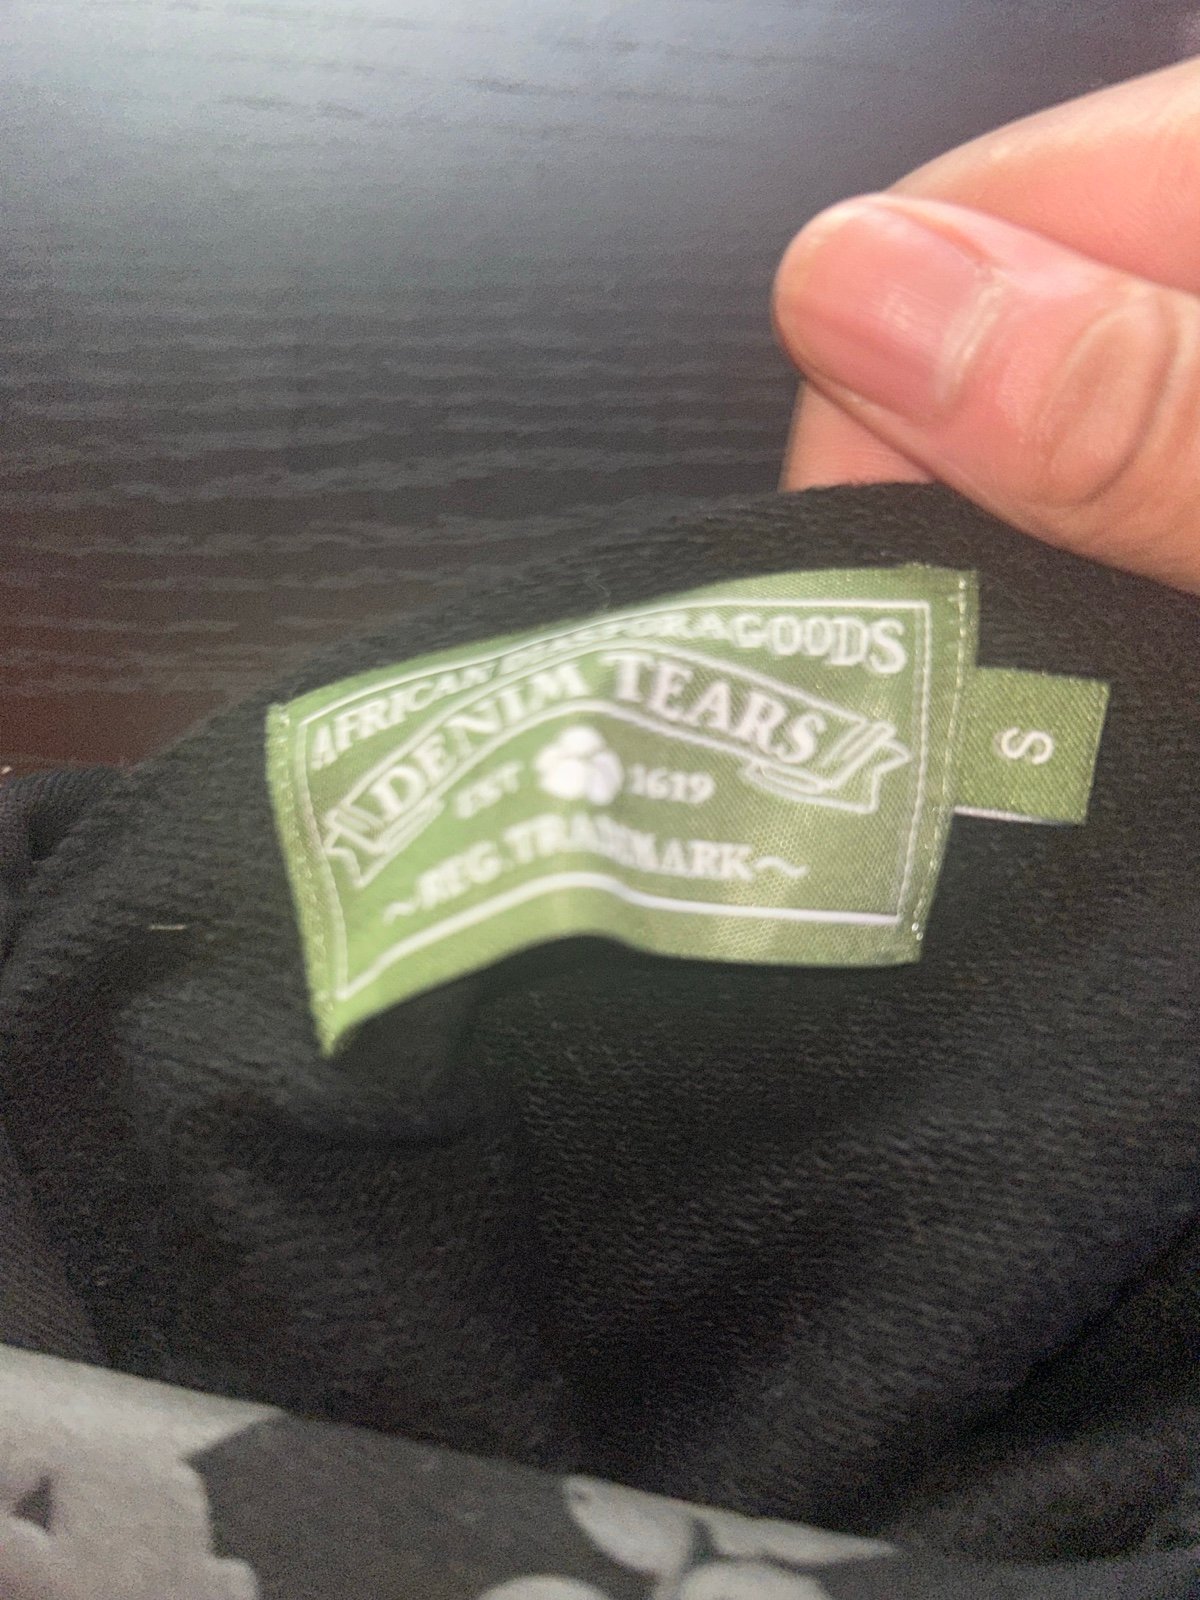 AFRICAN DIASPORA GOODS
DENIM TEARS
EST 1619
~REG. TRADEMARK~
S